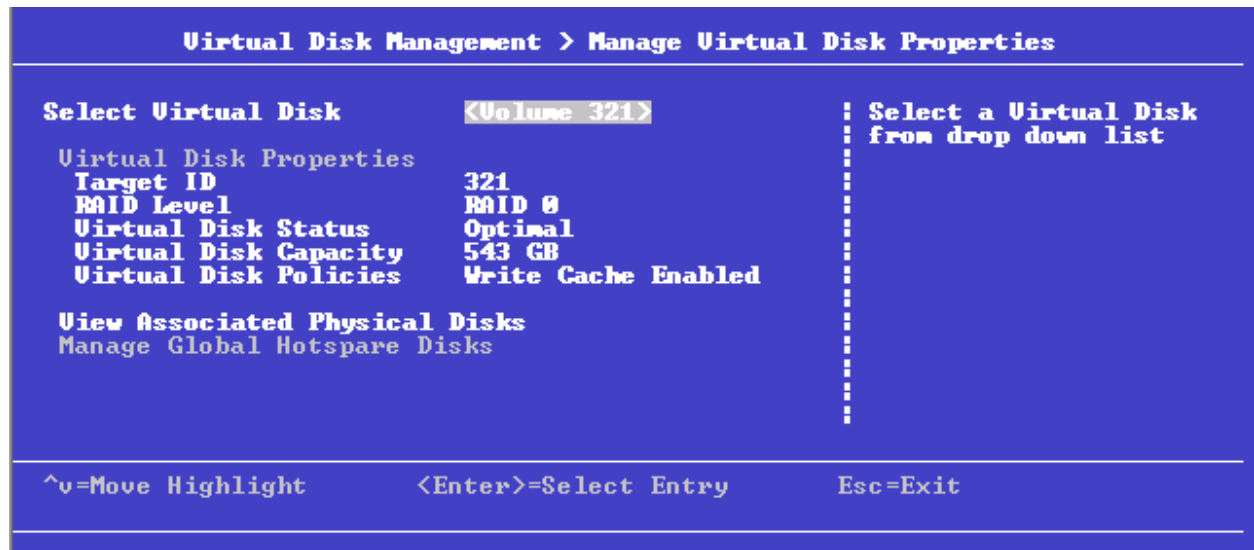 Virtual Disk Management > Manage Virtual Disk Properties
Select Virtual Disk <Volume 321>
Select a Virtual Disk
from drop down list
Virtual Disk Properties
Target ID 321
RAID Level RAID 0
Virtual Disk Status Optimal
Virtual Disk Capacity 543 GB
Virtual Disk Policies Write Cache Enabled
View Associated Physical Disks
Manage Global Hotspare Disks
^v=Move Highlight <Enter>=Select Entry Esc=Exit